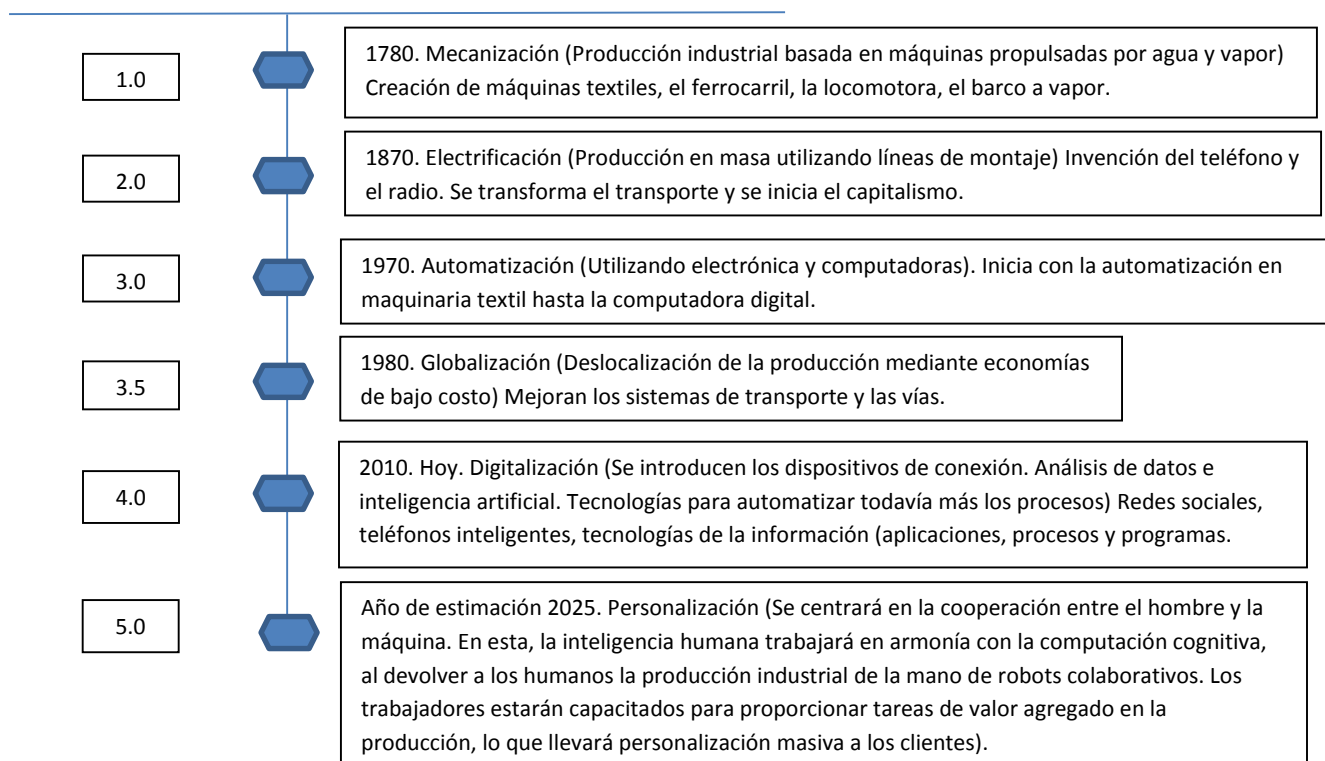 1.0
1780. Mecanización (Producción industrial basada en máquinas propulsadas por agua y vapor)
Creación de máquinas textiles, el ferrocarril, la locomotora, el barco a vapor.
2.0
1870. Electrificación (Producción en masa utilizando líneas de montaje) Invención del teléfono y
el radio. Se transforma el transporte y se inicia el capitalismo.
3.0
1970. Automatización (Utilizando electrónica y computadoras). Inicia con la automatización en
maquinaria textil hasta la computadora digital.
3.5
1980. Globalización (Deslocalización de la producción mediante economías
de bajo costo) Mejoran los sistemas de transporte y las vías.
4.0
2010. Hoy. Digitalización (Se introducen los dispositivos de conexión. Análisis de datos e
inteligencia artificial. Tecnologías para automatizar todavía más los procesos) Redes sociales,
teléfonos inteligentes, tecnologías de la información (aplicaciones, procesos y programas.
5.0
Año de estimación 2025. Personalización (Se centrará en la cooperación entre el hombre y la
máquina. En esta, la inteligencia humana trabajará en armonía con la computación cognitiva,
al devolver a los humanos la producción industrial de la mano de robots colaborativos. Los
trabajadores estarán capacitados para proporcionar tareas de valor agregado en la
producción, lo que llevará personalización masiva a los clientes).